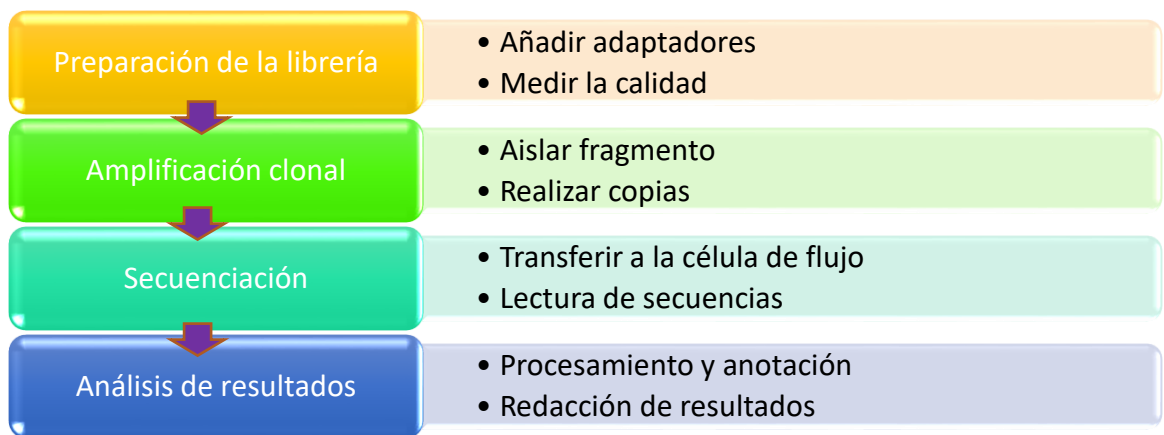 Preparación de la librería
• Añadir adaptadores
• Medir la calidad
Amplificación clonal
• Aislar fragmento
• Realizar copias
Secuenciación
• Transferir a la célula de flujo
• Lectura de secuencias
Análisis de resultados
• Procesamiento y anotación
• Redacción de resultados